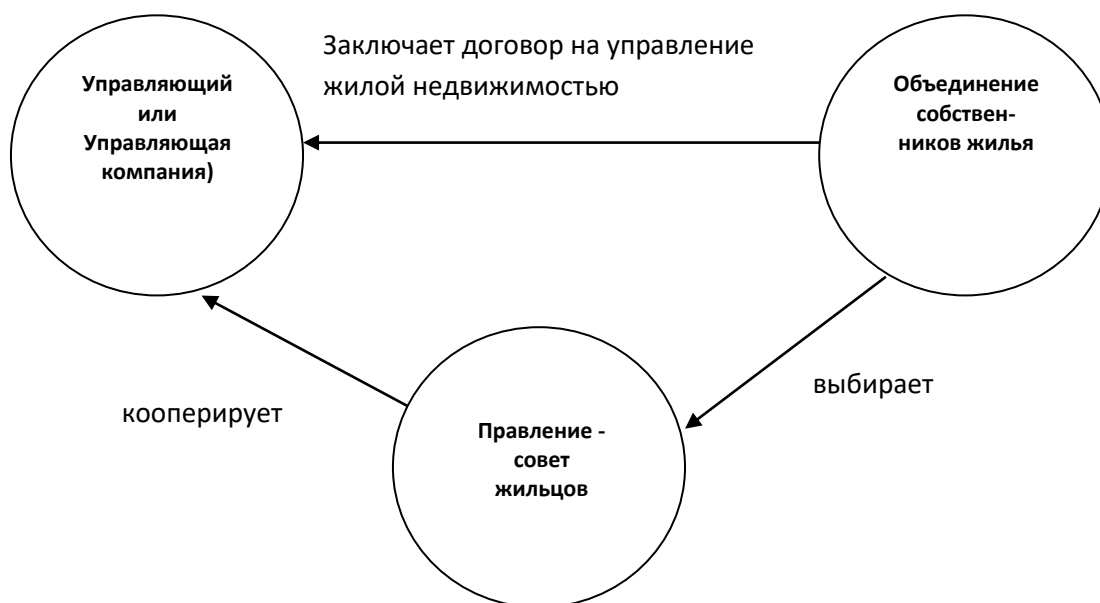 Заключает договор на управление
жилой недвижимостью
Управляющий
или
Управляющая
компания)
Объединение
собствен-
ников жилья
выбирает
кооперирует
Правление -
совет
жильцов